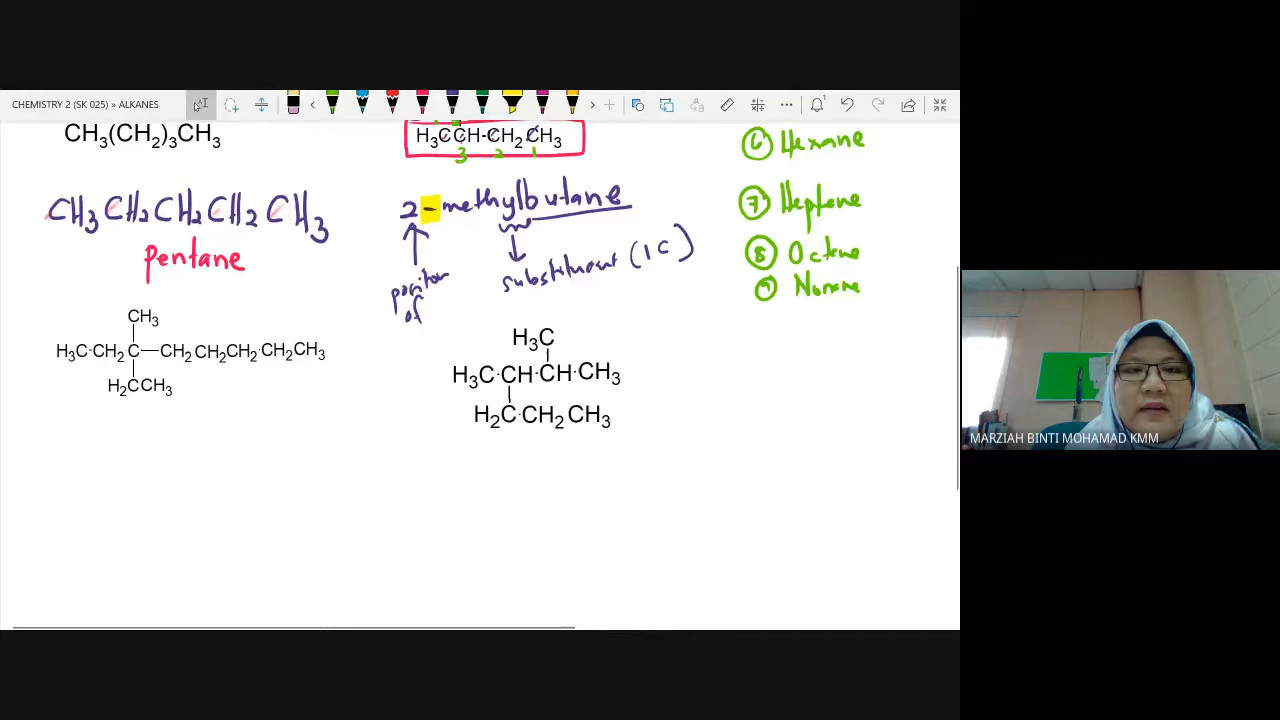 CHEMISTRY 2 (SK 025) » ALKANES
CH3(CH2)3CH3
H3CCH-CH2CH3
3 2 1
CH3CH2CH2CH2CH3
pentane
2-methylbutane
position of
substituent (1C)
6 Hexane
7 Heptane
8 Octane
9 Nonane
CH3
H3C·CH2C—CH2CH2CH2·CH2CH3
H2CCH3
H3C
H3C·CH·CH·CH3
H2C·CH2CH3
MARZIAH BINTI MOHAMAD KMM